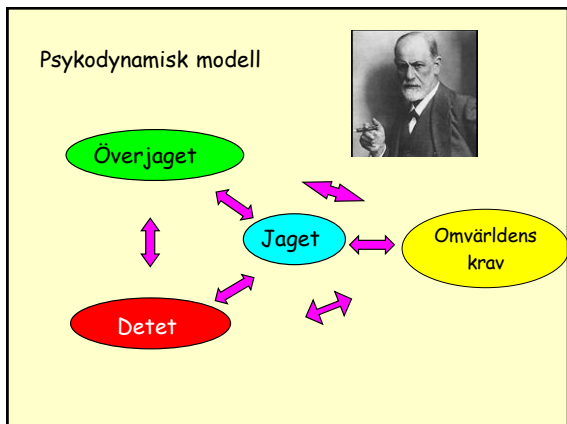 Psykodynamisk modell
Överjaget
Jaget
Omvärldens
krav
Detet